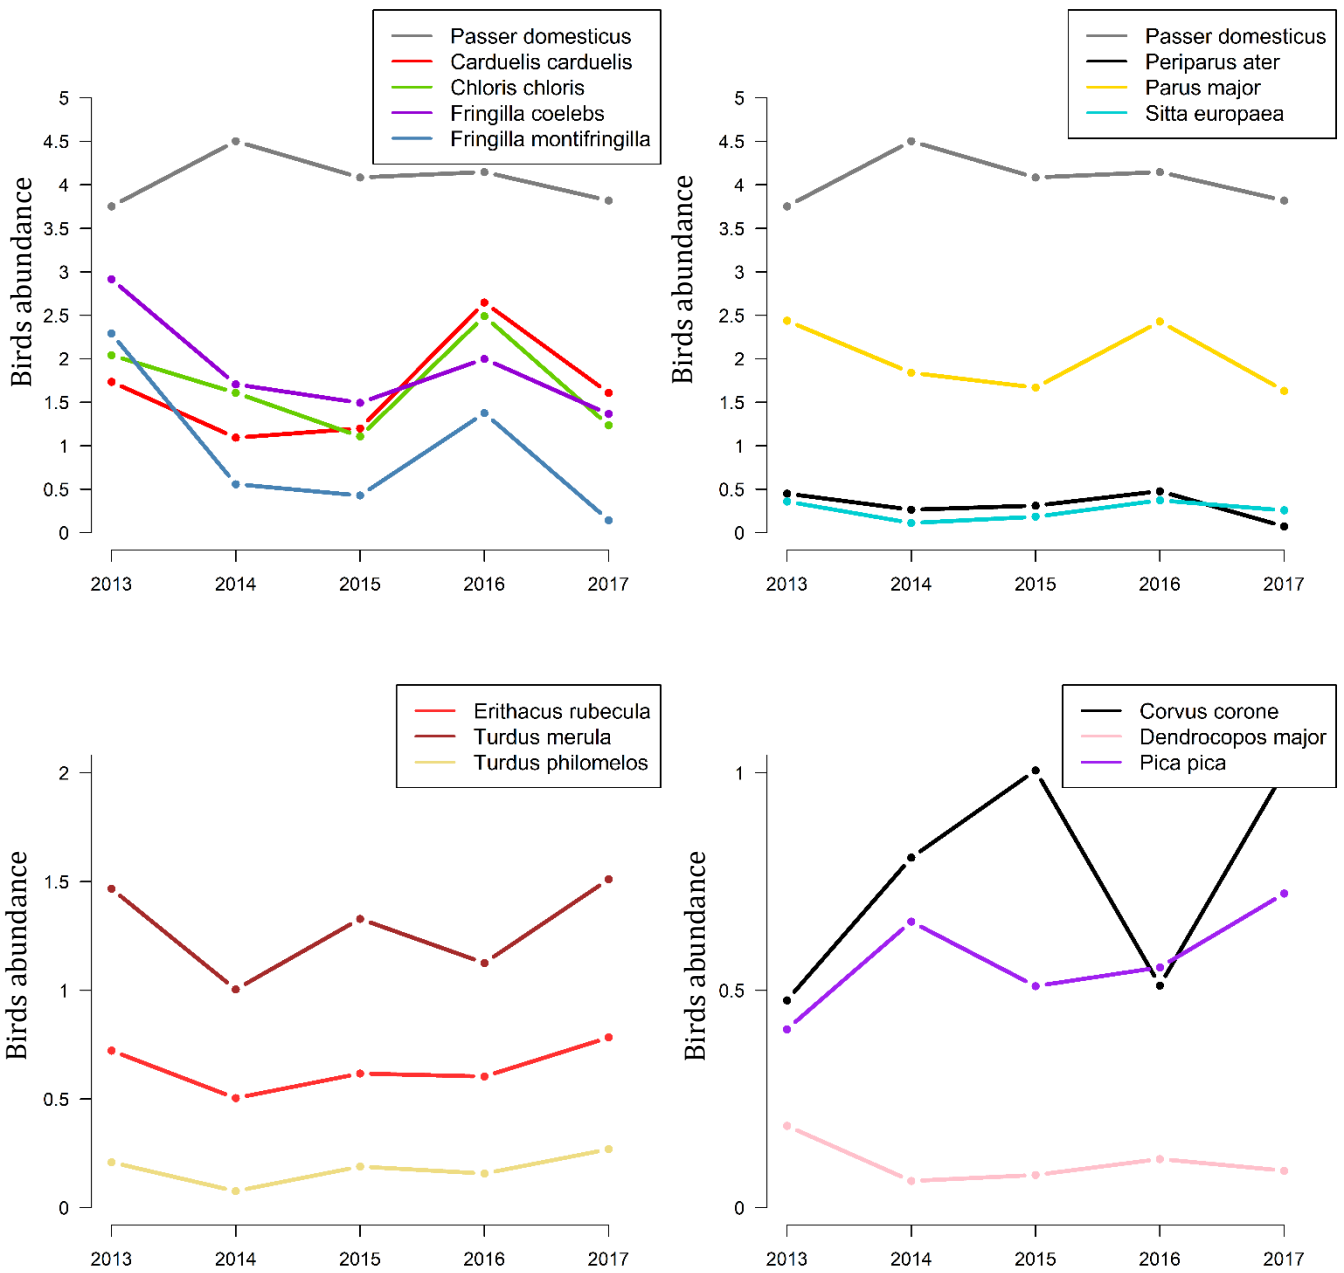 Passer domesticus
Carduelis carduelis
Chloris chloris
Fringilla coelebs
Fringilla montifringilla
Birds abundance
5
4.5
4
3.5
3
2.5
2
1.5
1
0.5
0
2013 2014 2015 2016 2017
Passer domesticus
Periparus ater
Parus major
Sitta europaea
Birds abundance
5
4.5
4
3.5
3
2.5
2
1.5
1
0.5
0
2013 2014 2015 2016 2017
Erithacus rubecula
Turdus merula
Turdus philomelos
Birds abundance
2
1.5
1
0.5
0
2013 2014 2015 2016 2017
Corvus corone
Dendrocopos major
Pica pica
Birds abundance
1
0.5
0
2013 2014 2015 2016 2017